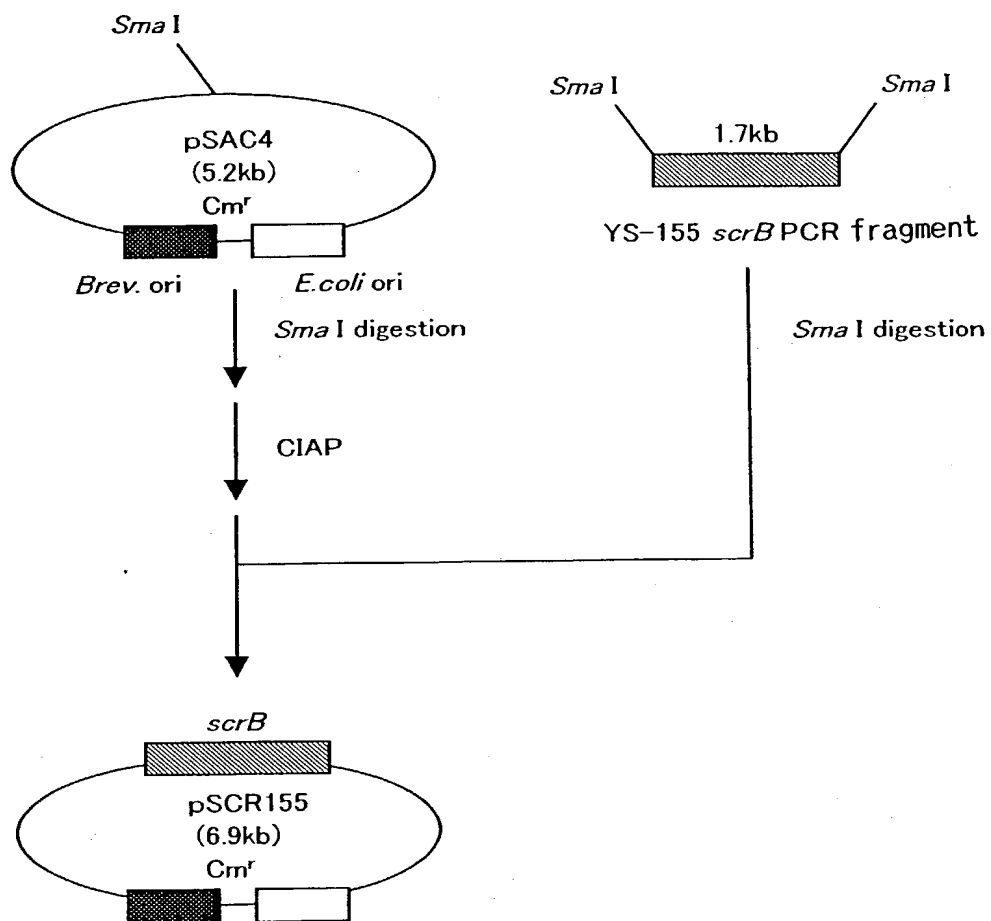 Sma I
pSAC4
(5.2kb)
Cmʳ
Brev. ori
E.coli ori
Sma I
Sma I
1.7kb
YS-155 scrB PCR fragment
Sma I digestion
Sma I digestion
CIAP
scrB
pSCR155
(6.9kb)
Cmʳ